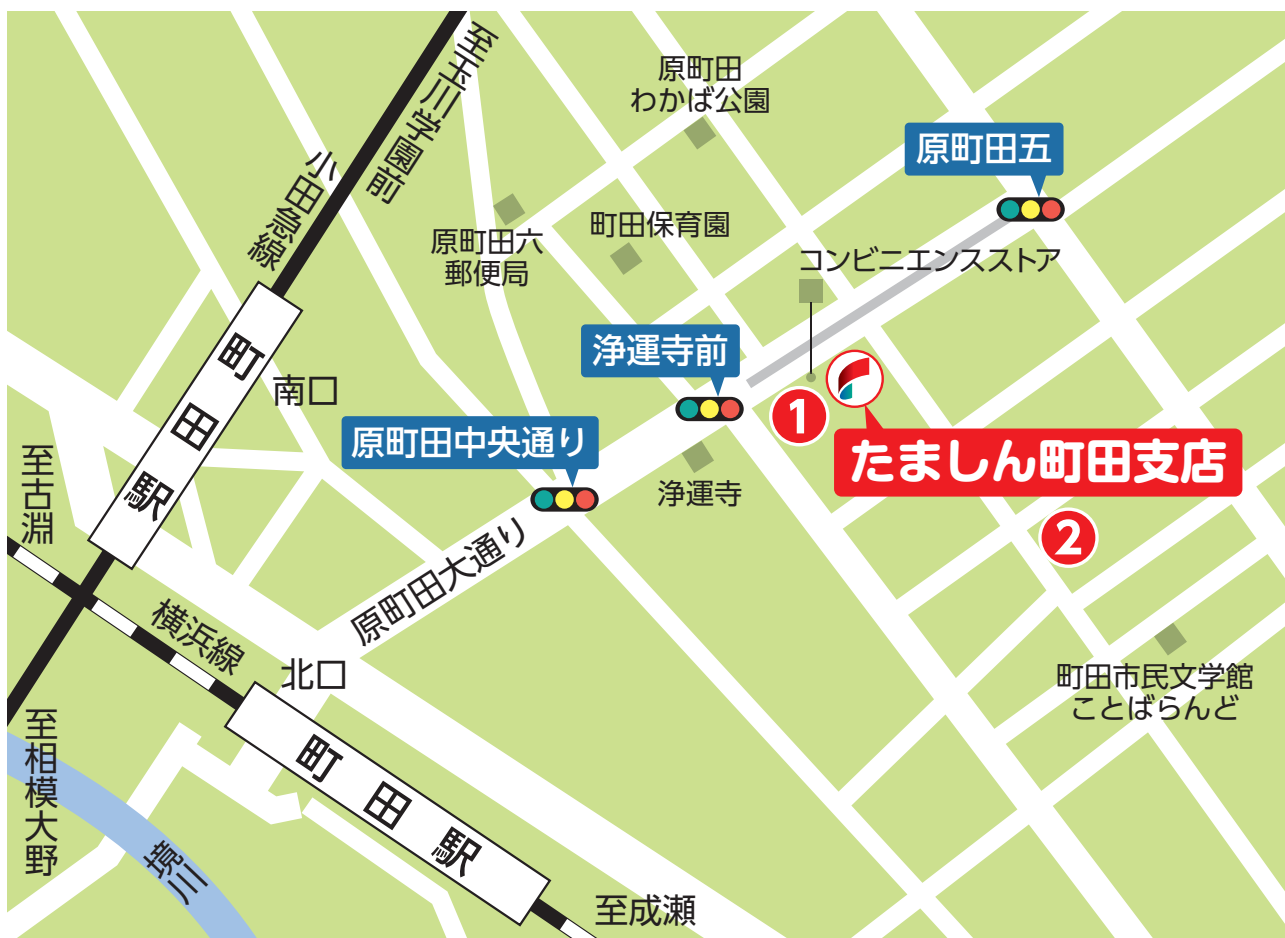 至玉川学園前
小田急線
原町田
わかば公園
原町田五
原町田六
郵便局
町田保育園
コンビニエンスストア
町田駅
南口
浄運寺前
原町田中央通り
1
たましん町田支店
浄運寺
2
至古淵
原町田大通り
横浜線
北口
町田市民文学館
ことばらんど
至相模大野
町田駅
境川
至成瀬